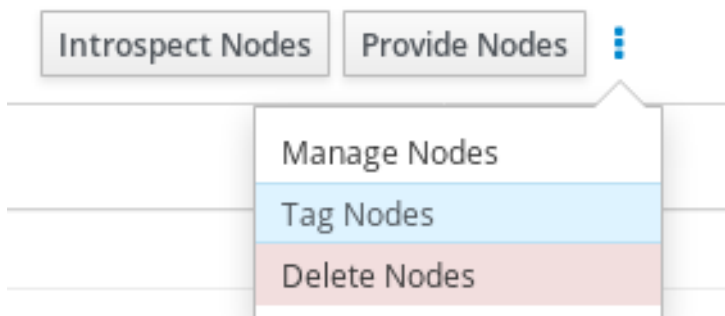 Introspect Nodes Provide Nodes
Manage Nodes
Tag Nodes
Delete Nodes